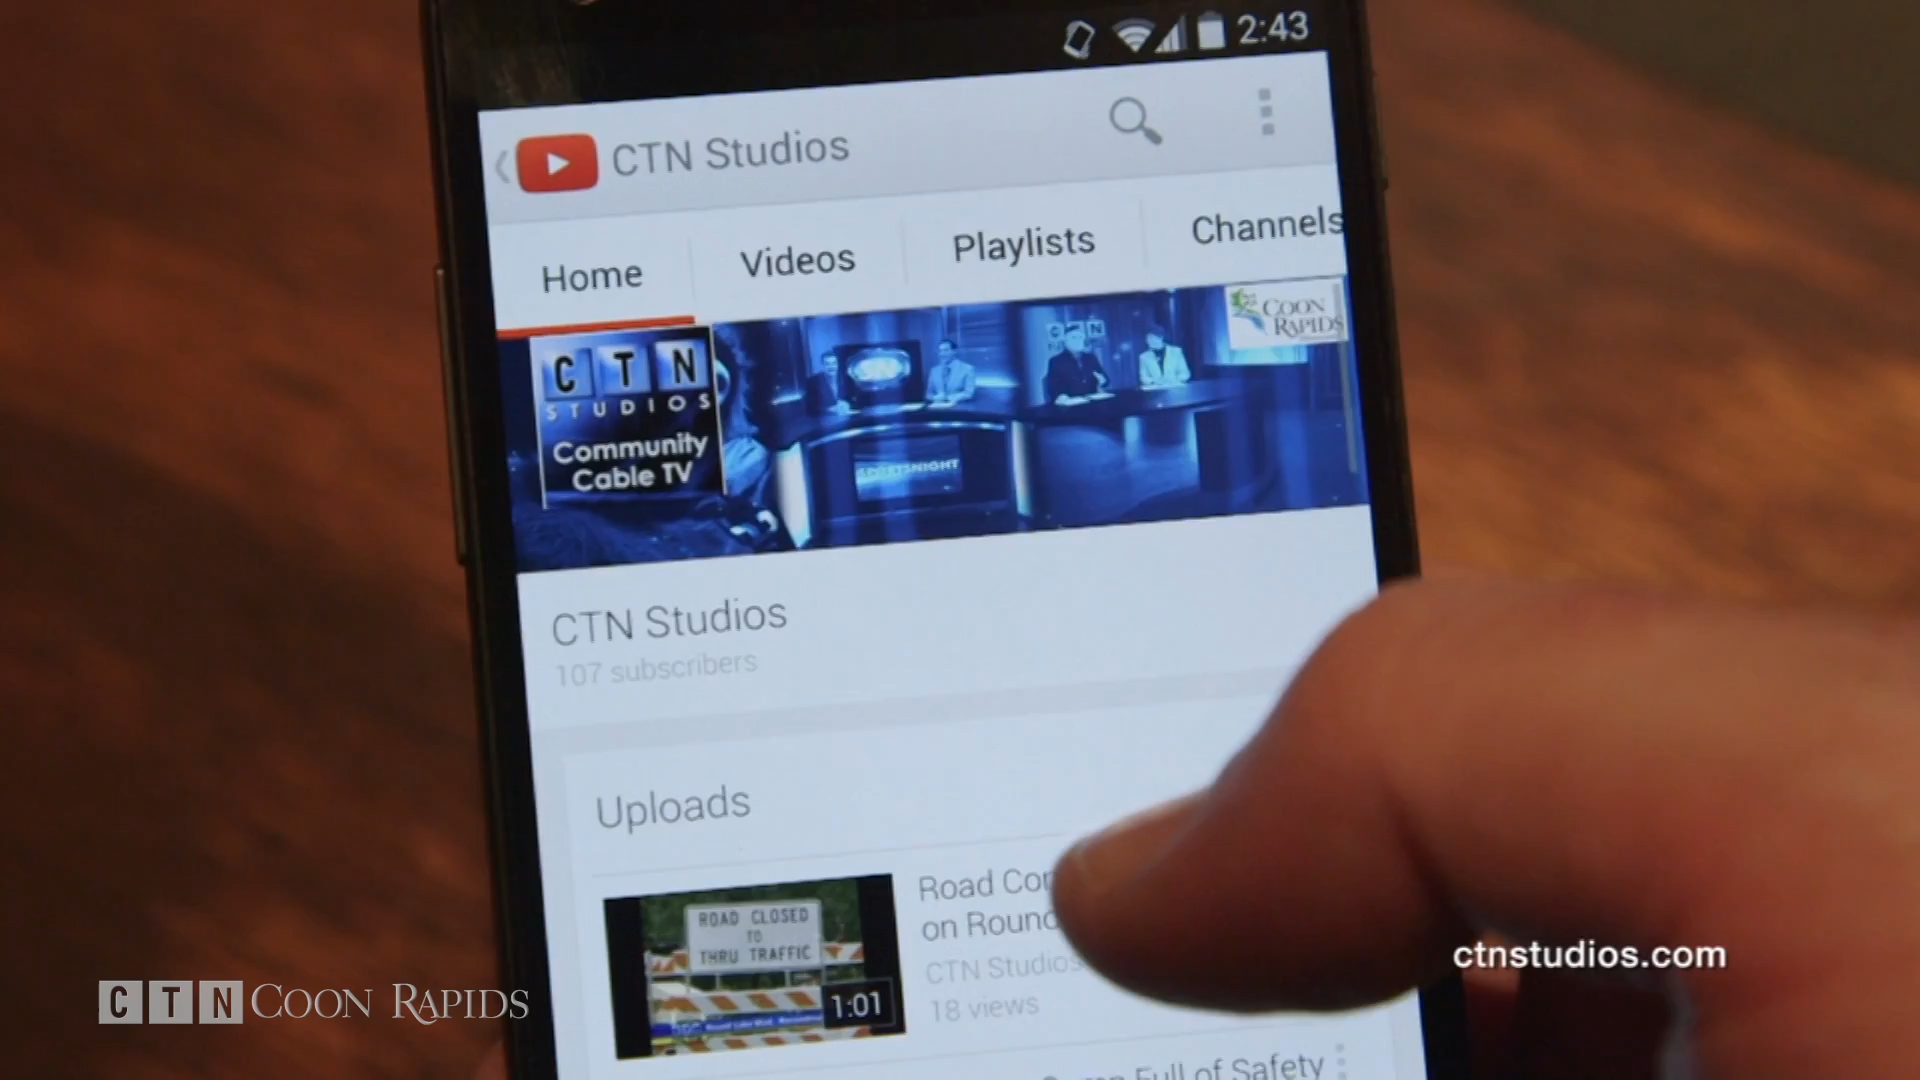 2:43
CTN Studios
Home
Videos
Playlists
Channels
CTN
STUDIOS
Community
Cable TV
CTN
SPORTSNIGHT
COON
RAPIDS
CTN Studios
107 subscribers
Uploads
ROAD CLOSED
TO
THRU TRAFFIC
1:01
Road
on
CTN Studios
18 views
Full of Safety
ctnstudios.com
CTN COON RAPIDS